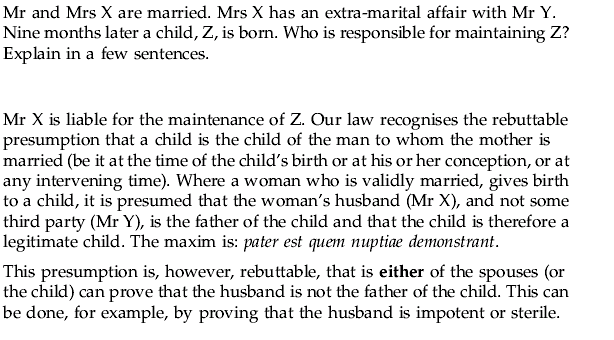 Mr and Mrs X are married. Mrs X has an extra-marital affair with Mr Y.
Nine months later a child, Z, is born. Who is responsible for maintaining Z?
Explain in a few sentences.
Mr X is liable for the maintenance of Z. Our law recognises the rebuttable
presumption that a child is the child of the man to whom the mother is
married (be it at the time of the child's birth or at his or her conception, or at
any intervening time). Where a woman who is validly married, gives birth
to a child, it is presumed that the woman's husband (Mr X), and not some
third party (Mr Y), is the father of the child and that the child is therefore a
legitimate child. The maxim is: pater est quem nuptiae demonstrant.
This presumption is, however, rebuttable, that is either of the spouses (or
the child) can prove that the husband is not the father of the child. This can
be done, for example, by proving that the husband is impotent or sterile.